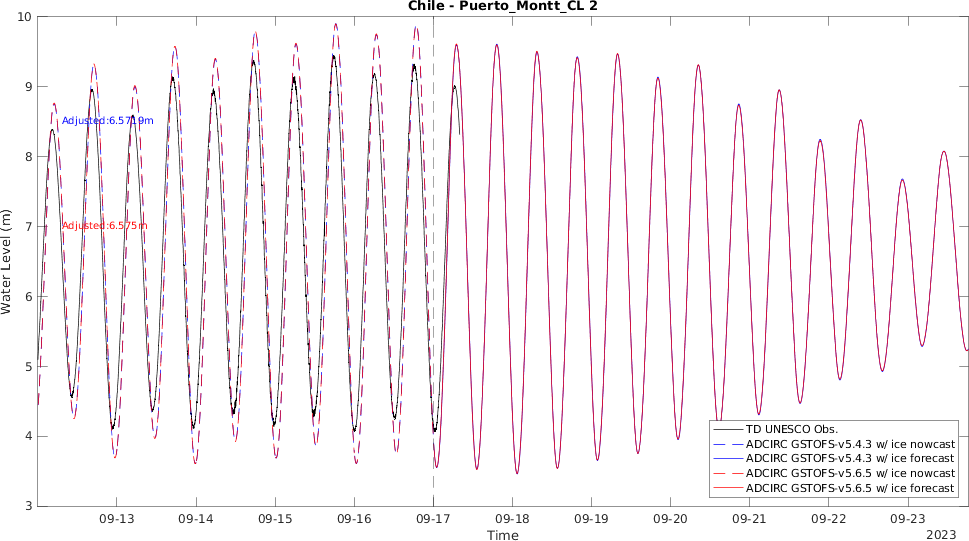 Chile - Puerto_Montt_CL 2
10
9
8
7
6
5
4
3
Water Level (m)
Adjusted:6.5719m
Adjusted:6.575m
TD UNESCO Obs.
ADCIRC GSTOFS-v5.4.3 w/ ice nowcast
ADCIRC GSTOFS-v5.4.3 w/ ice forecast
ADCIRC GSTOFS-v5.6.5 w/ ice nowcast
ADCIRC GSTOFS-v5.6.5 w/ ice forecast
09-13 09-14 09-15 09-16 09-17 09-18 09-19 09-20 09-21 09-22 09-23
Time
2023